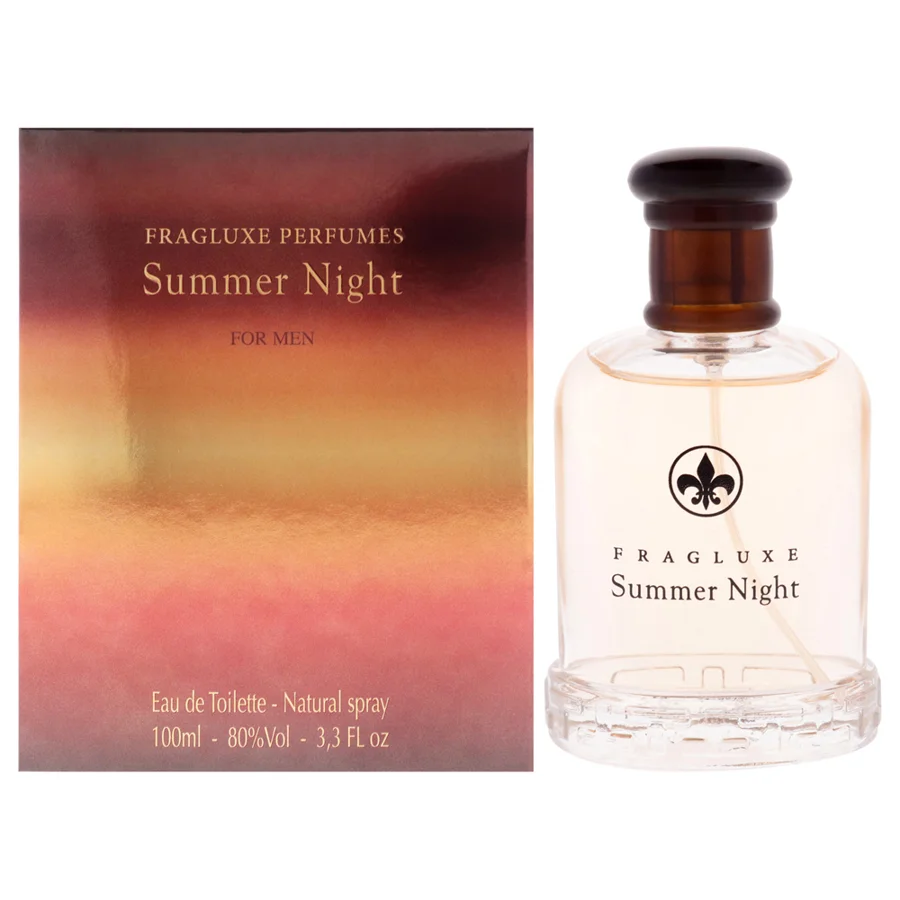 FRAGLUXE PERFUMES
Summer Night
FOR MEN
Eau de Toilette - Natural spray
100ml - 80%Vol - 3,3 FL oz
FRAGLUXE
Summer Night